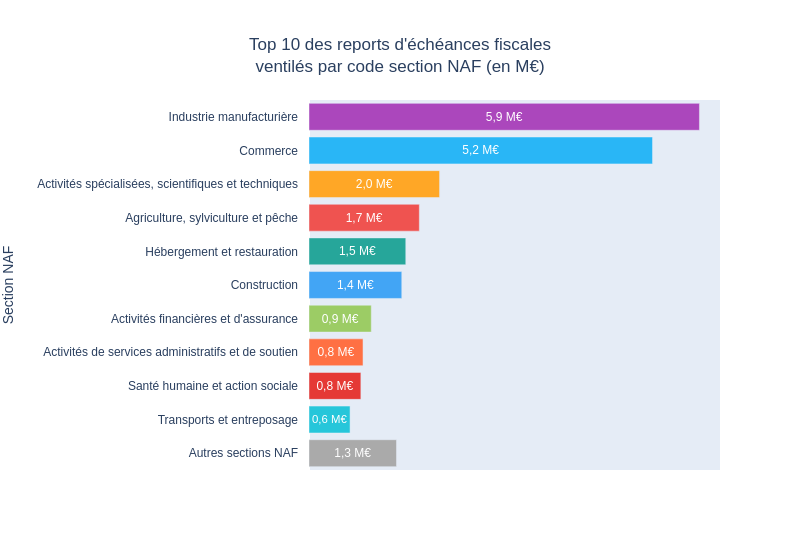 Top 10 des reports d'échéances fiscales
ventilés par code section NAF (en M€)
Section NAF
Industrie manufacturière 5,9 M€
Commerce 5,2 M€
Activités spécialisées, scientifiques et techniques 2,0 M€
Agriculture, sylviculture et pêche 1,7 M€
Hébergement et restauration 1,5 M€
Construction 1,4 M€
Activités financières et d'assurance 0,9 M€
Activités de services administratifs et de soutien 0,8 M€
Santé humaine et action sociale 0,8 M€
Transports et entreposage 0,6 M€
Autres sections NAF 1,3 M€